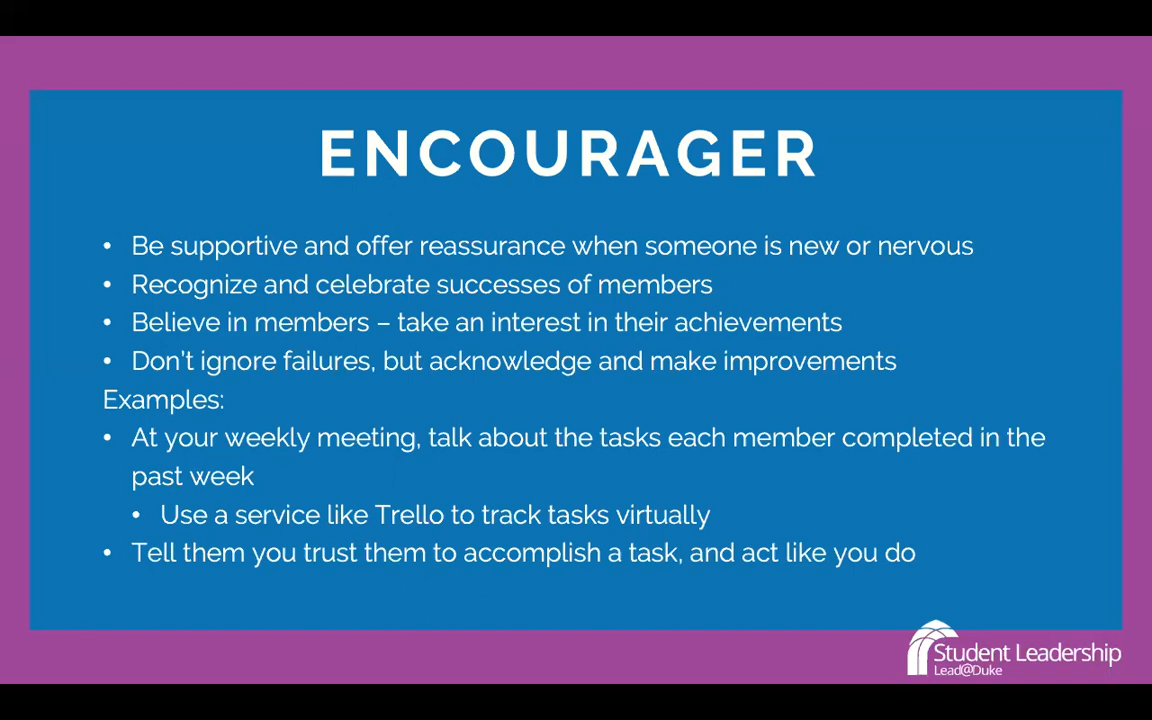 ENCOURAGER
• Be supportive and offer reassurance when someone is new or nervous
• Recognize and celebrate successes of members
• Believe in members – take an interest in their achievements
• Don't ignore failures, but acknowledge and make improvements
Examples:
• At your weekly meeting, talk about the tasks each member completed in the
past week
• Use a service like Trello to track tasks virtually
• Tell them you trust them to accomplish a task, and act like you do
Student Leadership
Lead@Duke